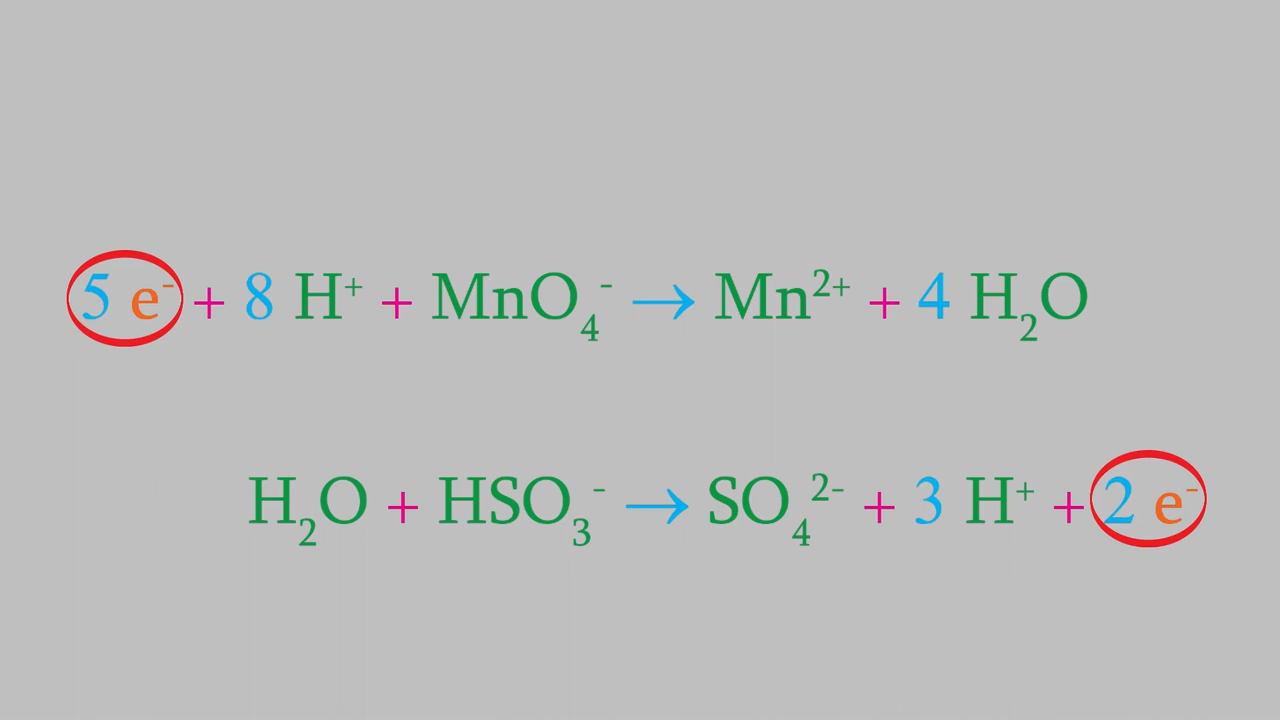 5 e⁻ + 8 H⁺ + MnO₄⁻ → Mn²⁺ + 4 H₂O
H₂O + HSO₃⁻ → SO₄²⁻ + 3 H⁺ + 2 e⁻